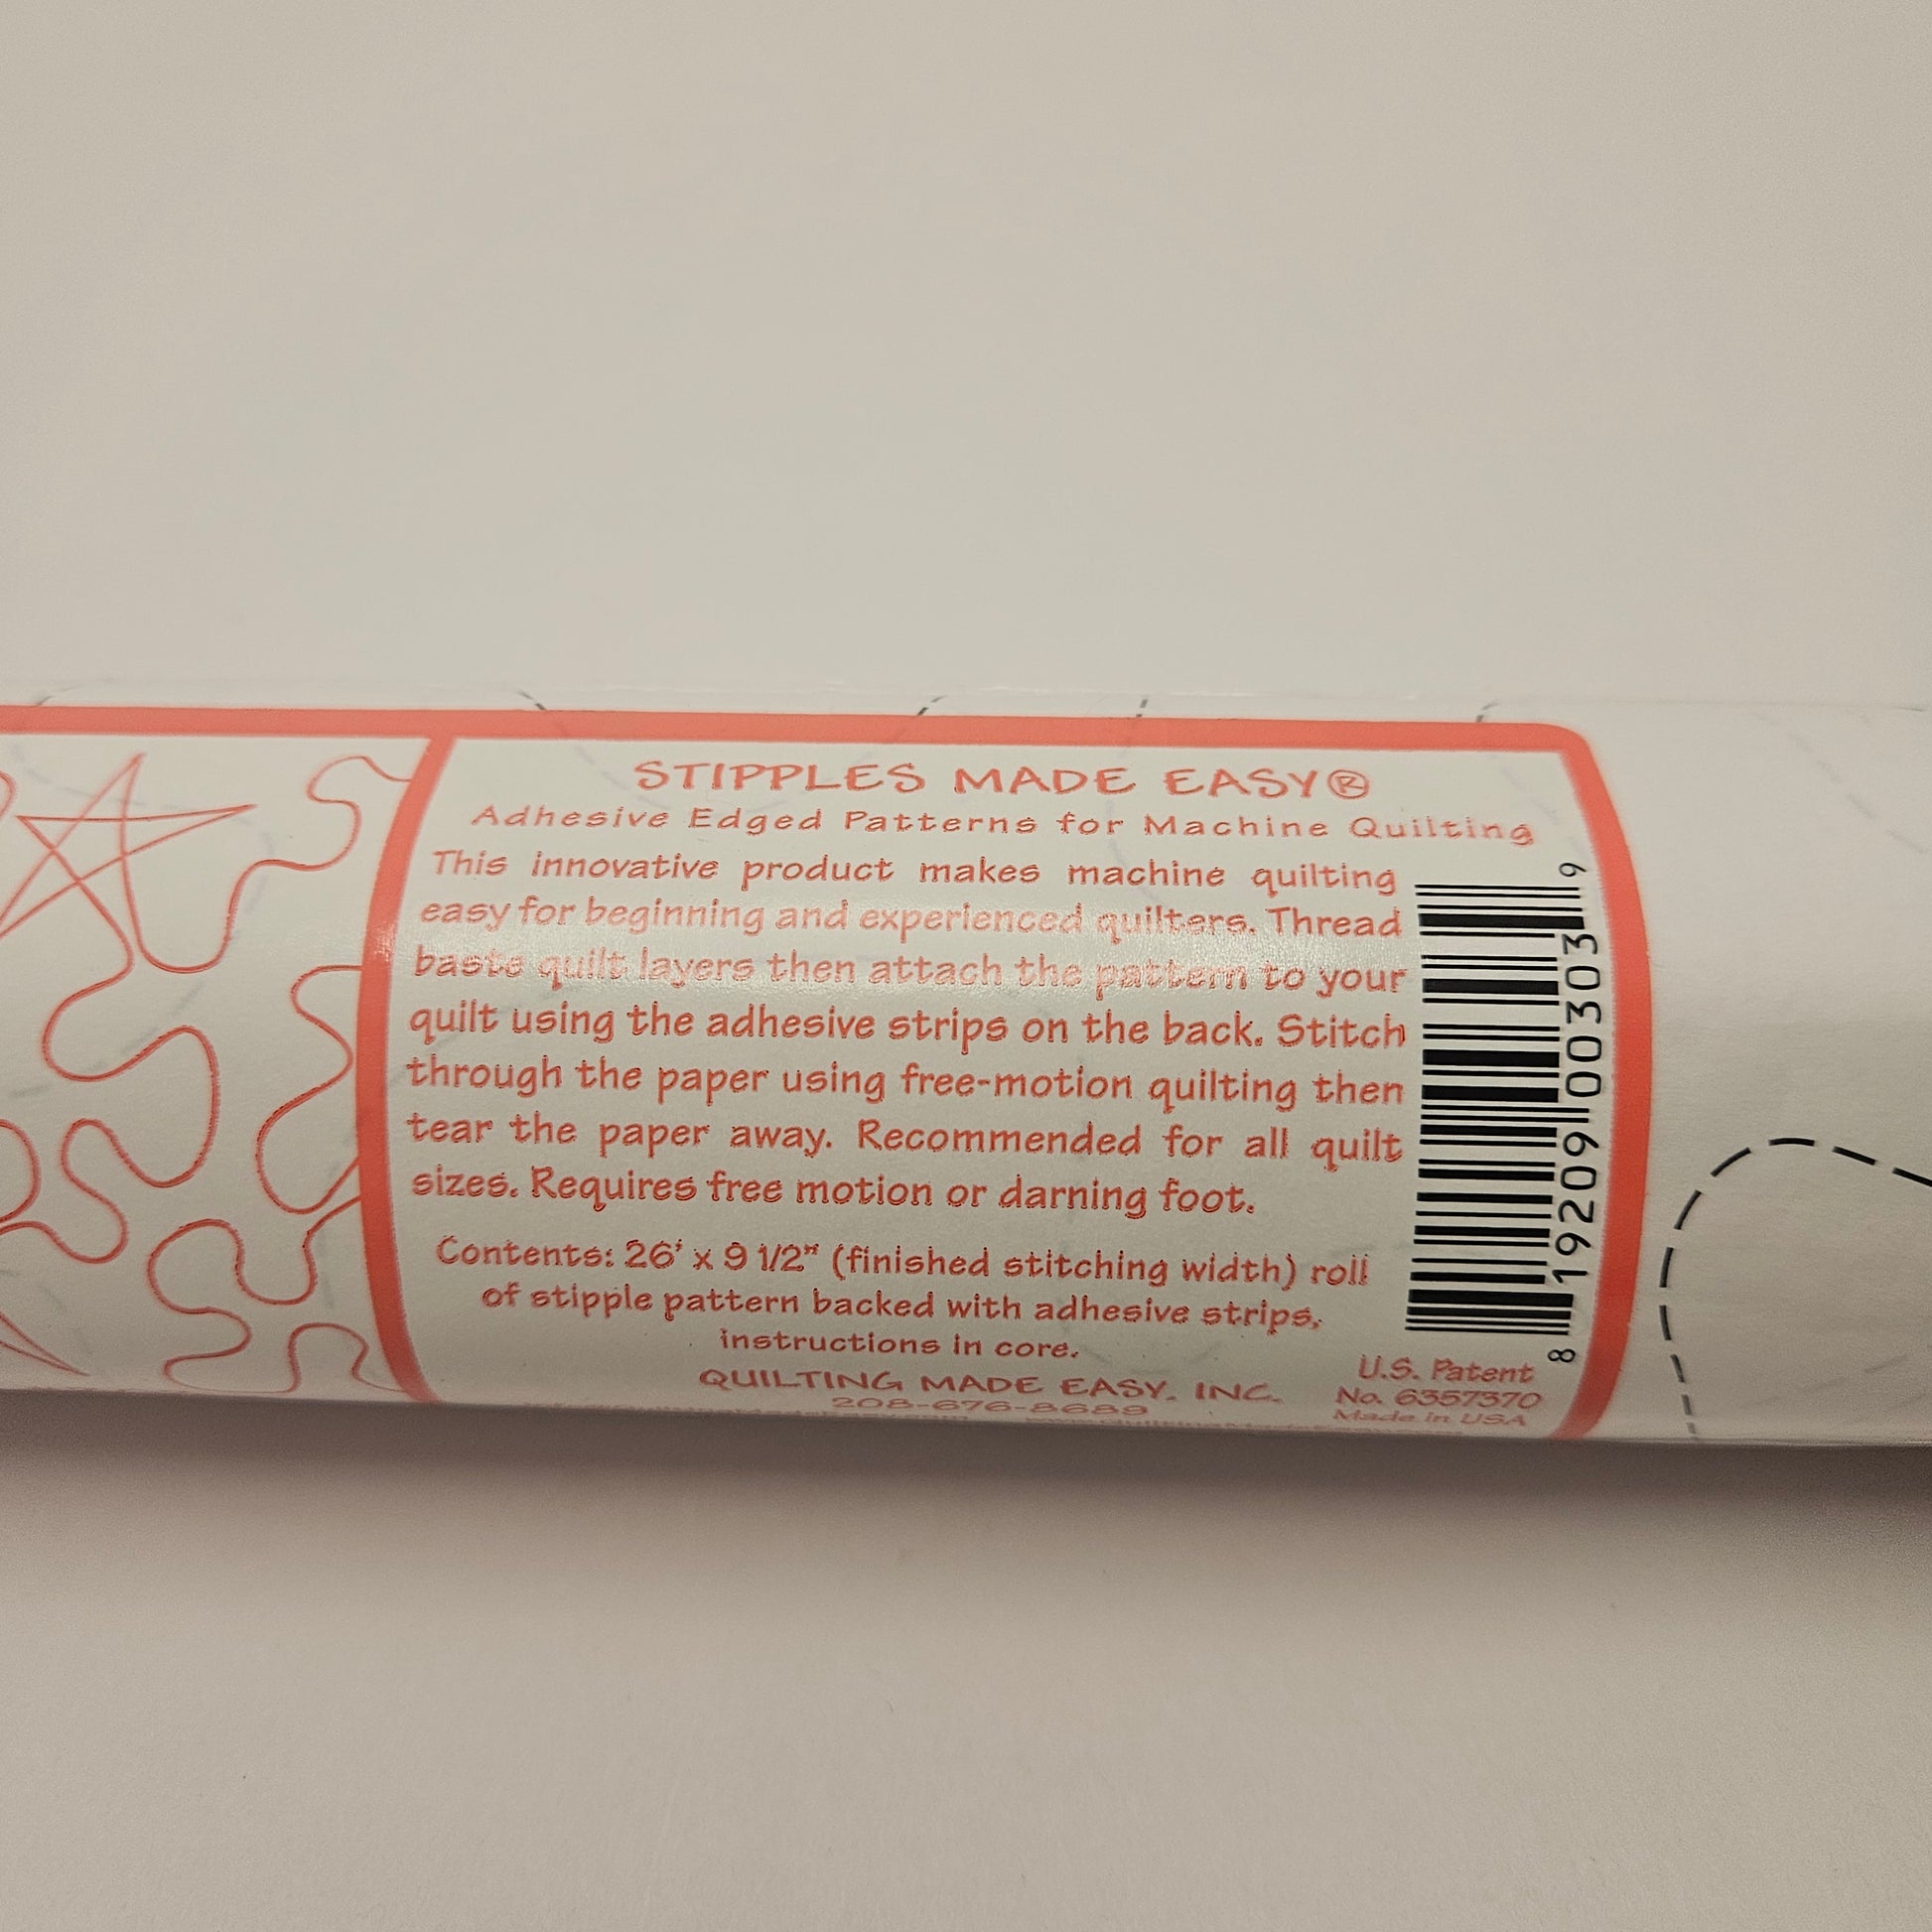 STIPPLES MADE EASY®
Adhesive Edged Patterns for Machine Quilting
This innovative product makes machine quilting
easy for beginning and experienced quilters. Thread
baste quilt layers then attach the pattern to your
quilt using the adhesive strips on the back. Stitch
through the paper using free-motion quilting then
tear the paper away. Recommended for all quilt
sizes. Requires free motion or darning foot.
Contents: 26' x 9 1/2" (finished stitching width) roll
of stipple pattern backed with adhesive strips,
instructions in core.
QUILTING MADE EASY, INC.
208-676-8689
8 19209 00303 9
U.S. Patent
No. 6357370
Made in USA